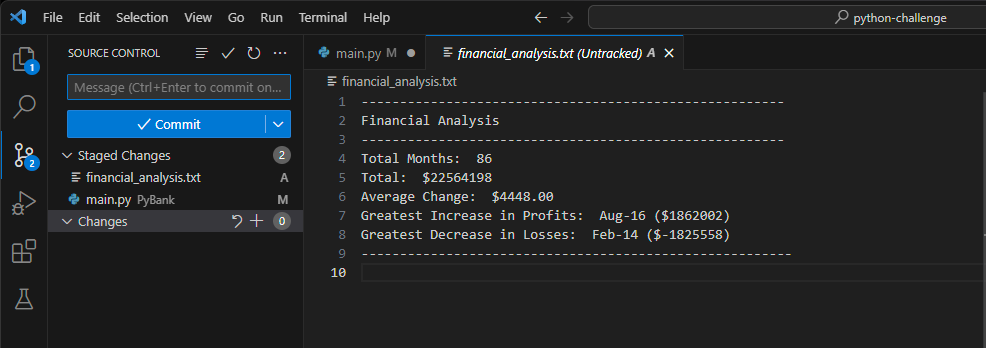 File Edit Selection View Go Run Terminal Help
python-challenge
SOURCE CONTROL
Message (Ctrl+Enter to commit on...
Commit
Staged Changes 2
financial_analysis.txt A
main.py PyBank M
Changes 0
1
2
main.py M
financial_analysis.txt (Untracked) A
financial_analysis.txt
1 -------------------------------------------------------
2 Financial Analysis
3 -------------------------------------------------------
4 Total Months:  86
5 Total:  $22564198
6 Average Change:  $4448.00
7 Greatest Increase in Profits:  Aug-16 ($1862002)
8 Greatest Decrease in Losses:  Feb-14 ($-1825558)
9 --------------------------------------------------------
10